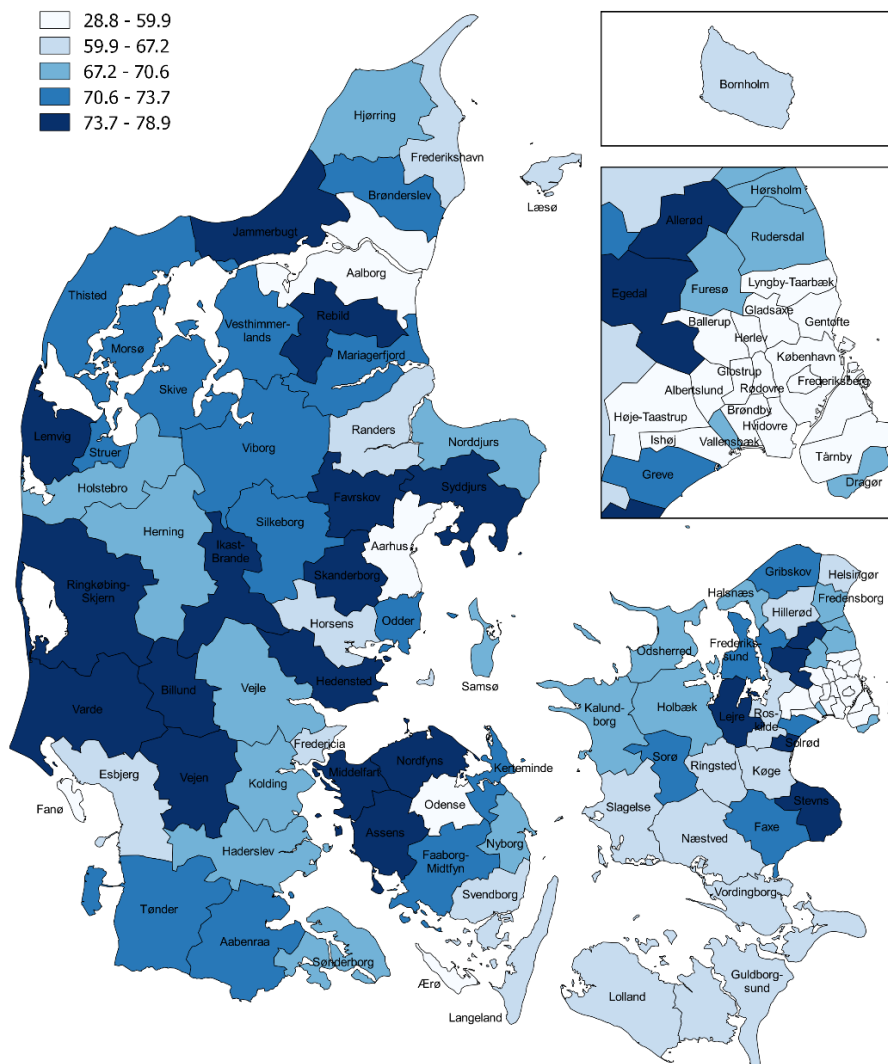 28.8 - 59.9
59.9 - 67.2
67.2 - 70.6
70.6 - 73.7
73.7 - 78.9
Hjørring
Frederikshavn
Brønderslev
Læsø
Jammerbugt
Aalborg
Thisted
Rebild
Vesthimmer-
lands
Morsø
Mariagerfjord
Skive
Lemvig
Struer
Viborg
Randers
Norddjurs
Holstebro
Favrskov
Syddjurs
Herning
Silkeborg
Ikast-
Brande
Aarhus
Skanderborg
Ringkøbing-
Skjern
Horsens
Odder
Samsø
Hedensted
Billund
Vejle
Varde
Fredericia
Esbjerg
Vejen
Kolding
Fanø
Haderslev
Tønder
Aabenraa
Sønderborg
Middelfart
Nordfyns
Kerteminde
Odense
Assens
Nyborg
Faaborg-
Midtfyn
Svendborg
Ærø
Langeland
Bornholm
Hørsholm
Allerød
Rudersdal
Egedal
Furesø
Lyngby-Taarbæk
Gladsaxe
Ballerup
Gentofte
Herlev
København
Glostrup
Albertslund
Rødovre
Frederiksberg
Høje-Taastrup
Brøndby
Hvidovre
Ishøj
Vallensbæk
Tårnby
Greve
Dragør
Gribskov
Helsingør
Halsnæs
Fredensborg
Hillerød
Odsherred
Frederiks-
sund
Kalund-
borg
Holbæk
Lejre
Ros-
kilde
Solrød
Sorø
Ringsted
Køge
Slagelse
Stevns
Faxe
Næstved
Vordingborg
Guldborg-
sund
Lolland